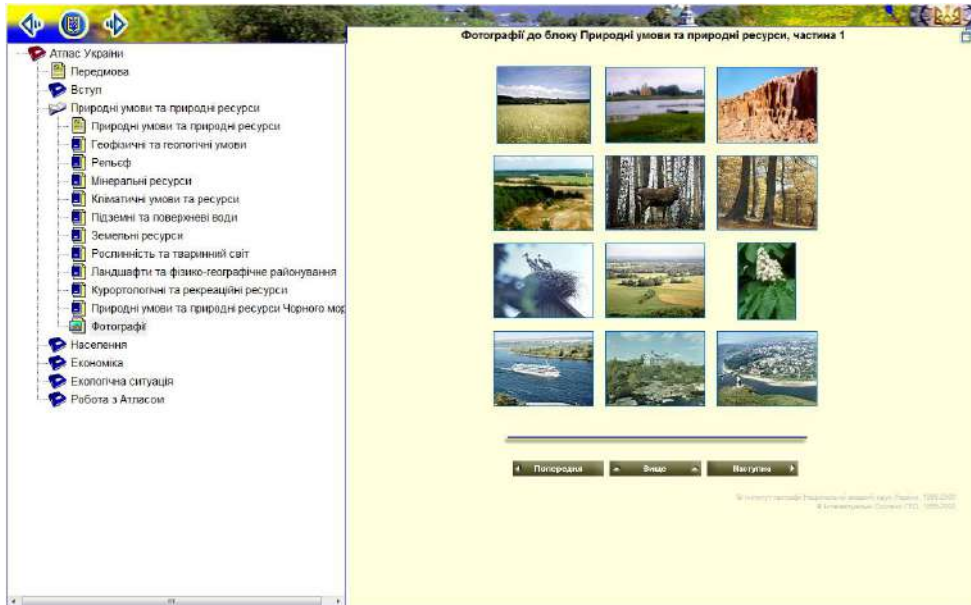 Атлас України
Передмова
Вступ
Природні умови та природні ресурси
Природні умови та природні ресурси
Геофізичні та геологічні умови
Рельєф
Мінеральні ресурси
Кліматичні умови та ресурси
Підземні та поверхневі води
Земельні ресурси
Рослинність та тваринний світ
Ландшафти та фізико-географічне районування
Курортологічні та рекреаційні ресурси
Природні умови та природні ресурси Чорного мор
Фотографії
Населення
Економіка
Екологічна ситуація
Робота з Атласом
Фотографії до блоку Природні умови та природні ресурси, частина 1
Попередня
Вище
Наступна